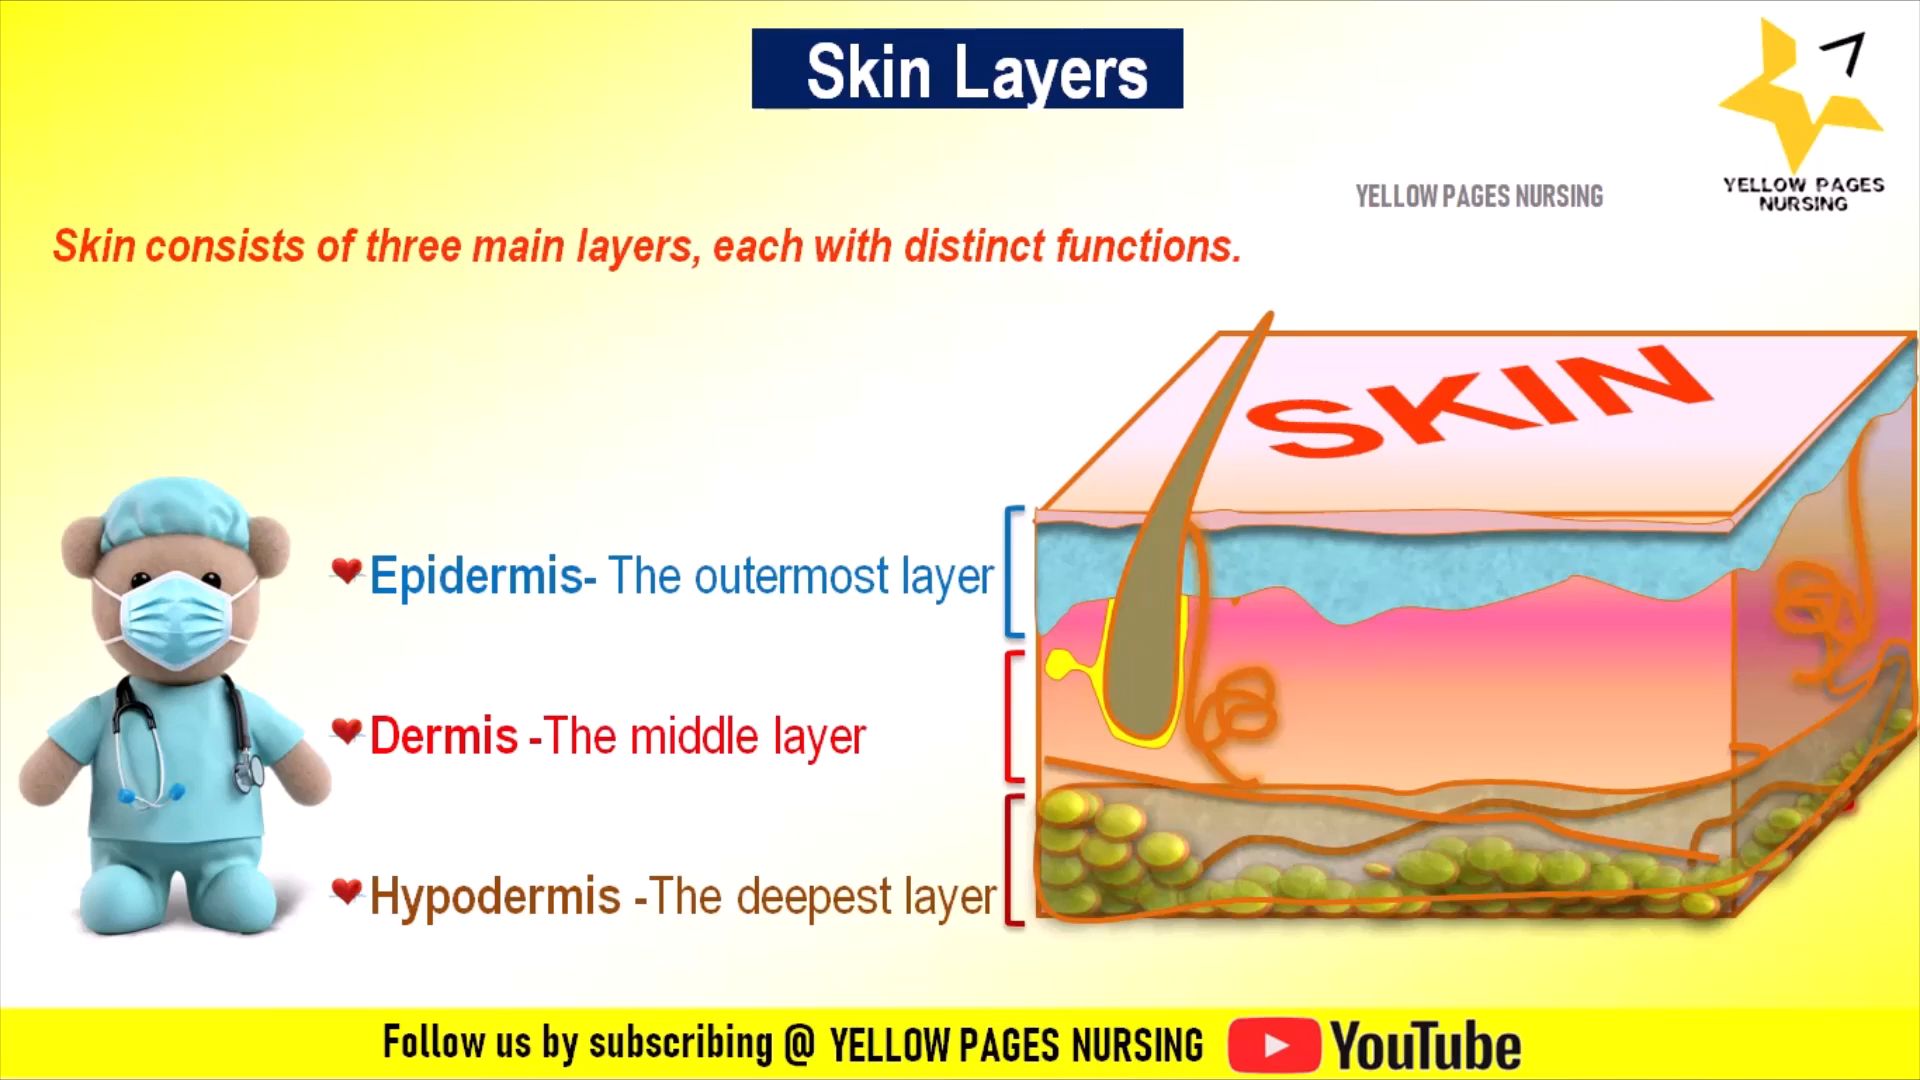 Skin Layers
YELLOW PAGES
NURSING
YELLOW PAGES NURSING
Skin consists of three main layers, each with distinct functions.
SKIN
Epidermis- The outermost layer
Dermis -The middle layer
Hypodermis -The deepest layer
Follow us by subscribing @ YELLOW PAGES NURSING YouTube